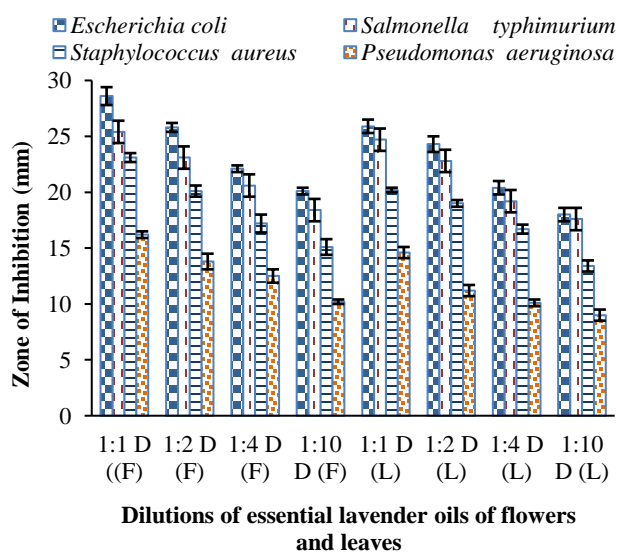 Escherichia coli Salmonella typhimurium
Staphylococcus aureus Pseudomonas aeruginosa
Zone of Inhibition (mm)
30
25
20
15
10
5
0
1:1 D 1:2 D 1:4 D 1:10 1:1 D 1:2 D 1:4 D 1:10
((F) (F) (F) D (F) (L) (L) (L) D (L)
Dilutions of essential lavender oils of flowers
and leaves